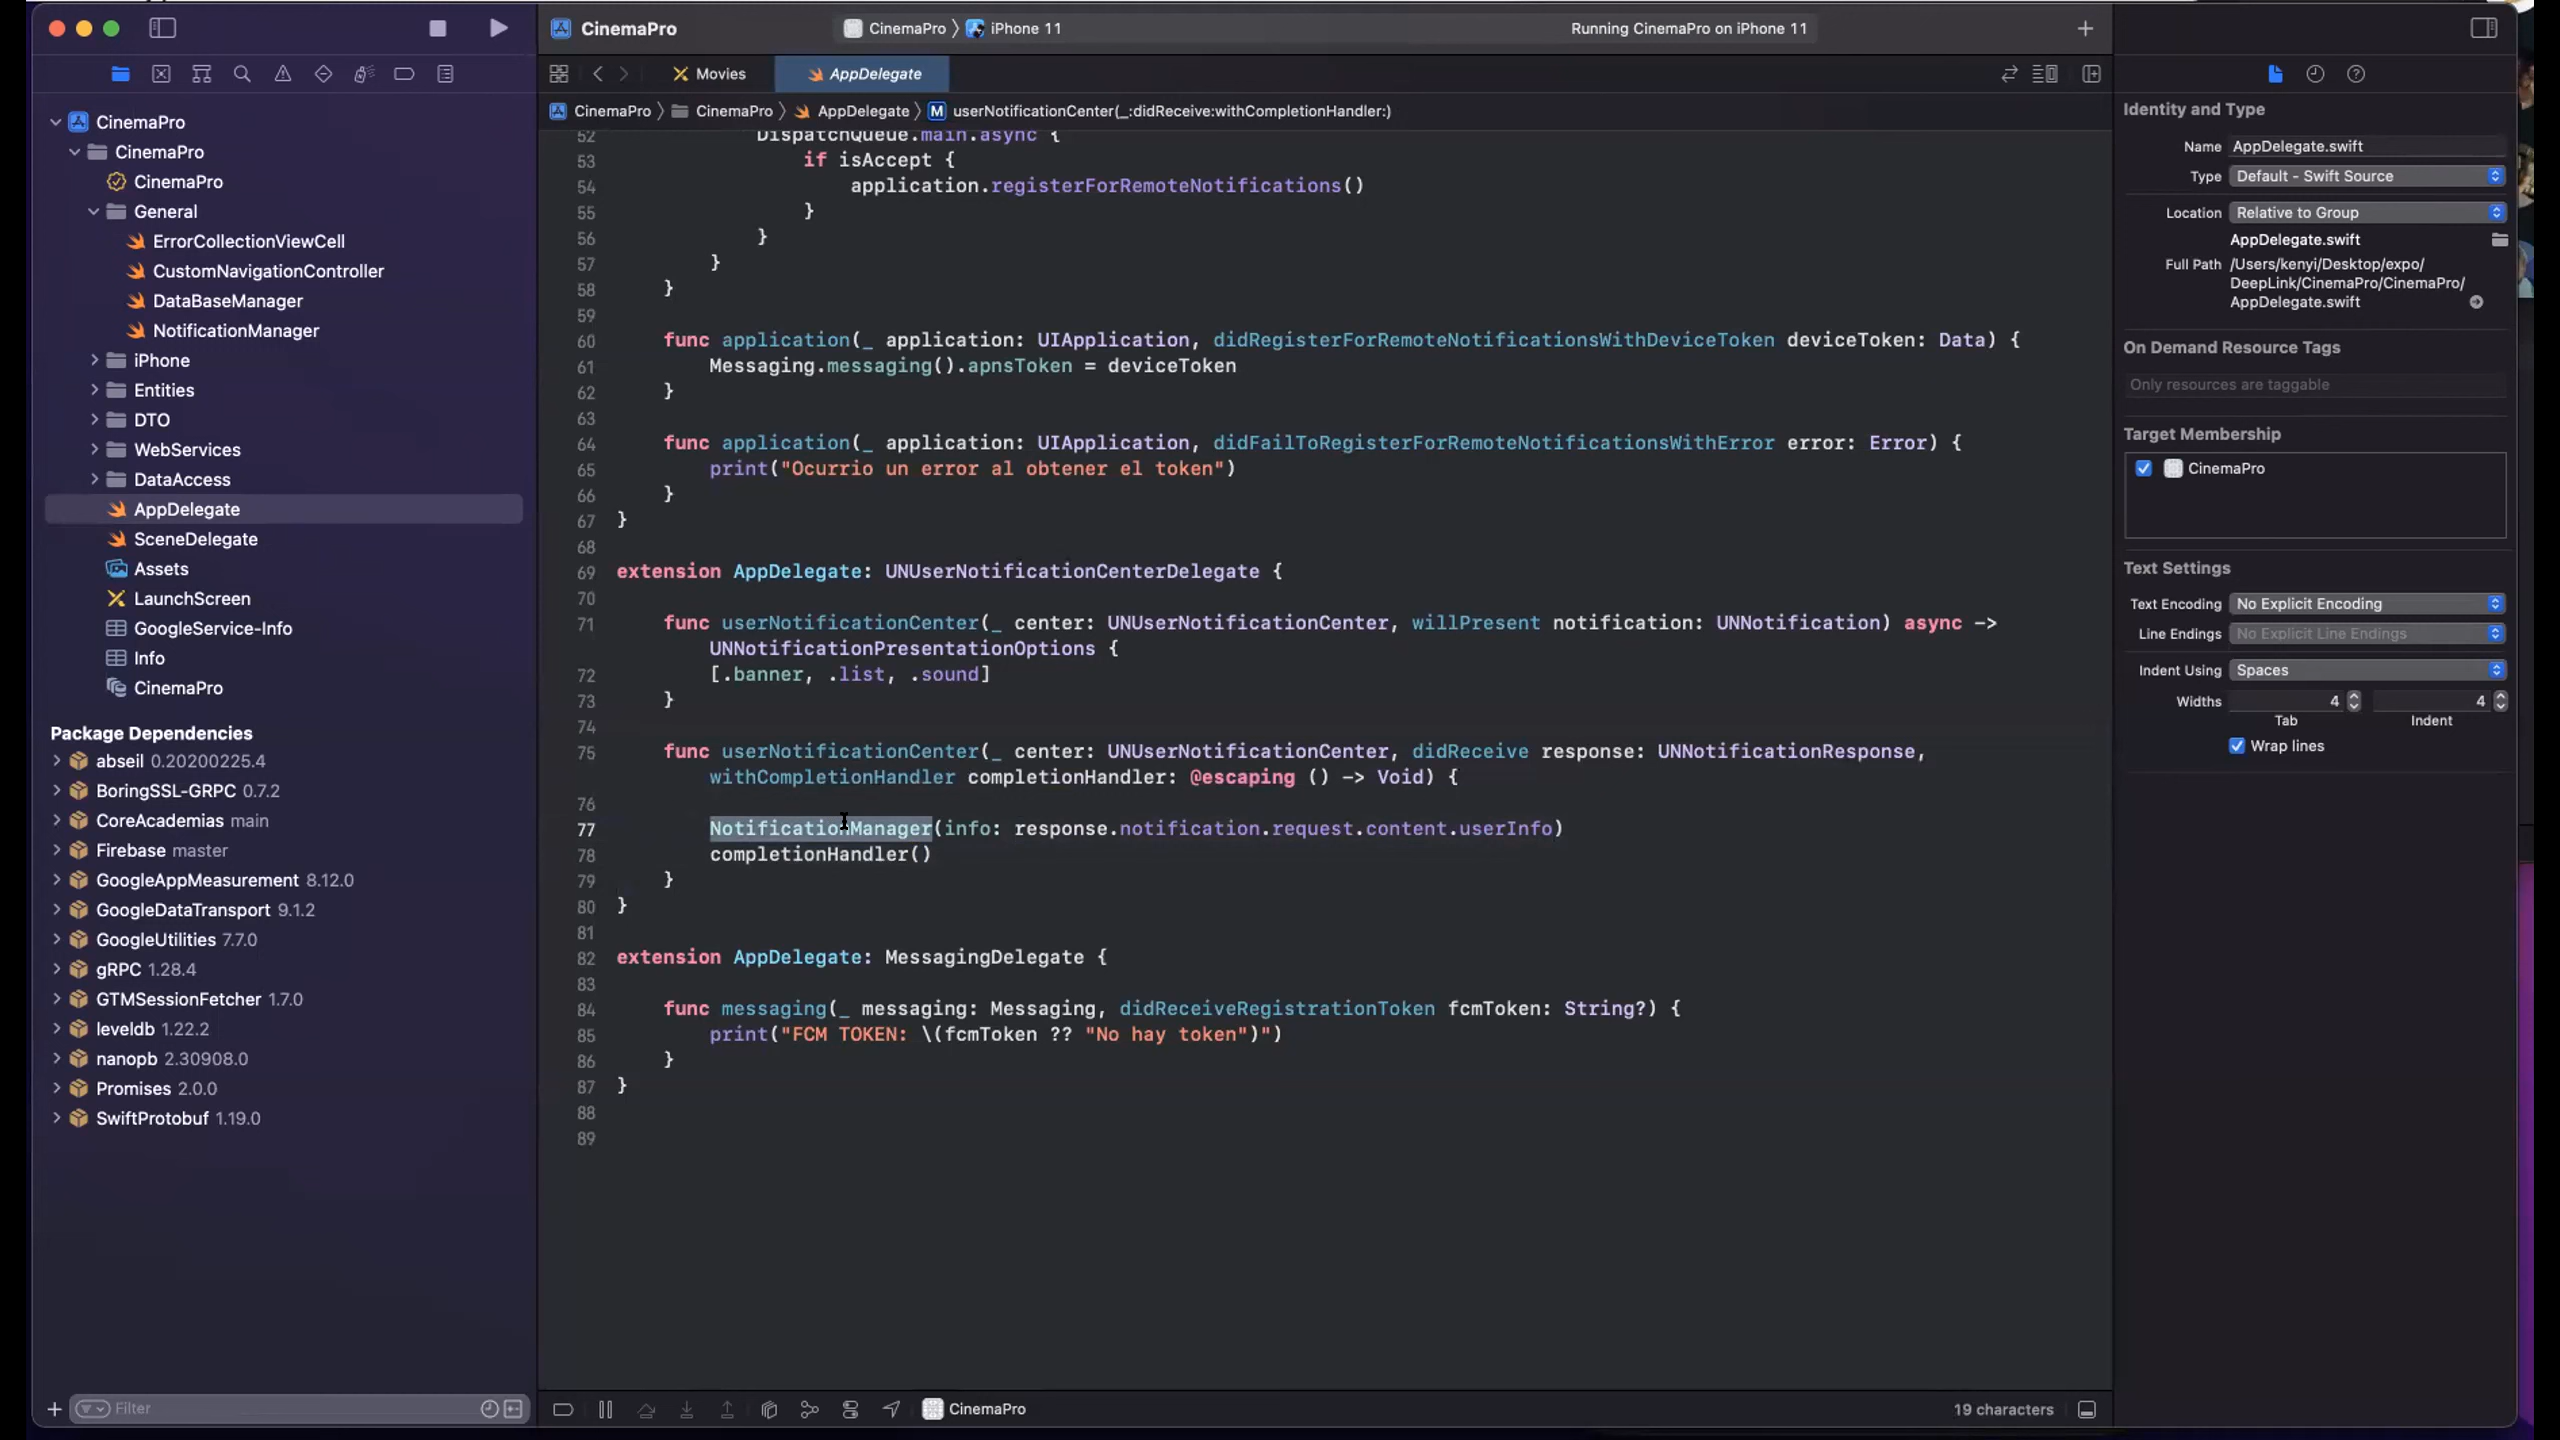 CinemaPro
CinemaPro 〉 iPhone 11
Running CinemaPro on iPhone 11
Movies
AppDelegate
CinemaPro 〉 CinemaPro 〉 AppDelegate 〉 M userNotificationCenter(_:didReceive:withCompletionHandler:)
CinemaPro
CinemaPro
CinemaPro
General
ErrorCollectionViewCell
CustomNavigationController
DataBaseManager
NotificationManager
iPhone
Entities
DTO
WebServices
DataAccess
AppDelegate
SceneDelegate
Assets
LaunchScreen
GoogleService-Info
Info
CinemaPro
Package Dependencies
abseil 0.20200225.4
BoringSSL-GRPC 0.7.2
CoreAcademias main
Firebase master
GoogleAppMeasurement 8.12.0
GoogleDataTransport 9.1.2
GoogleUtilities 7.7.0
gRPC 1.28.4
GTMSessionFetcher 1.7.0
leveldb 1.22.2
nanopb 2.30908.0
Promises 2.0.0
SwiftProtobuf 1.19.0
Filter
52 DispatchQueue.main.async {
53 if isAccept {
54 application.registerForRemoteNotifications()
55 }
56 }
57 }
58 }
59
60 func application(_ application: UIApplication, didRegisterForRemoteNotificationsWithDeviceToken deviceToken: Data) {
61 Messaging.messaging().apnsToken = deviceToken
62 }
63
64 func application(_ application: UIApplication, didFailToRegisterForRemoteNotificationsWithError error: Error) {
65 print("Ocurrio un error al obtener el token")
66 }
67 }
68
69 extension AppDelegate: UNUserNotificationCenterDelegate {
70
71 func userNotificationCenter(_ center: UNUserNotificationCenter, willPresent notification: UNNotification) async ->
UNNotificationPresentationOptions {
72 [.banner, .list, .sound]
73 }
74
75 func userNotificationCenter(_ center: UNUserNotificationCenter, didReceive response: UNNotificationResponse,
withCompletionHandler completionHandler: @escaping () -> Void) {
76
77 NotificationManager(info: response.notification.request.content.userInfo)
78 completionHandler()
79 }
80 }
81
82 extension AppDelegate: MessagingDelegate {
83
84 func messaging(_ messaging: Messaging, didReceiveRegistrationToken fcmToken: String?) {
85 print("FCM TOKEN: \(fcmToken ?? "No hay token")")
86 }
87 }
88
89
CinemaPro
19 characters
Identity and Type
Name AppDelegate.swift
Type Default - Swift Source
Location Relative to Group
AppDelegate.swift
Full Path /Users/kenyi/Desktop/expo/
DeepLink/CinemaPro/CinemaPro/
AppDelegate.swift
On Demand Resource Tags
Only resources are taggable
Target Membership
CinemaPro
Text Settings
Text Encoding No Explicit Encoding
Line Endings No Explicit Line Endings
Indent Using Spaces
Widths 4 4
Tab Indent
Wrap lines